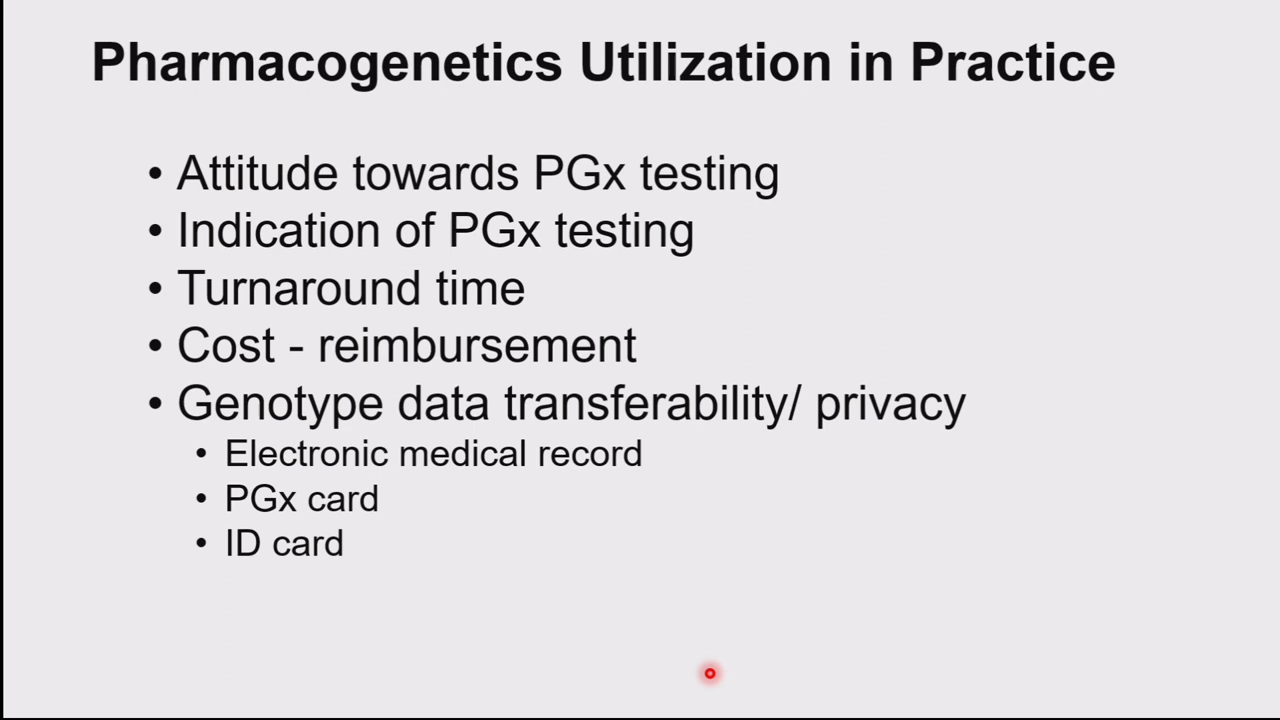 Pharmacogenetics Utilization in Practice
• Attitude towards PGx testing
• Indication of PGx testing
• Turnaround time
• Cost - reimbursement
• Genotype data transferability/ privacy
• Electronic medical record
• PGx card
• ID card